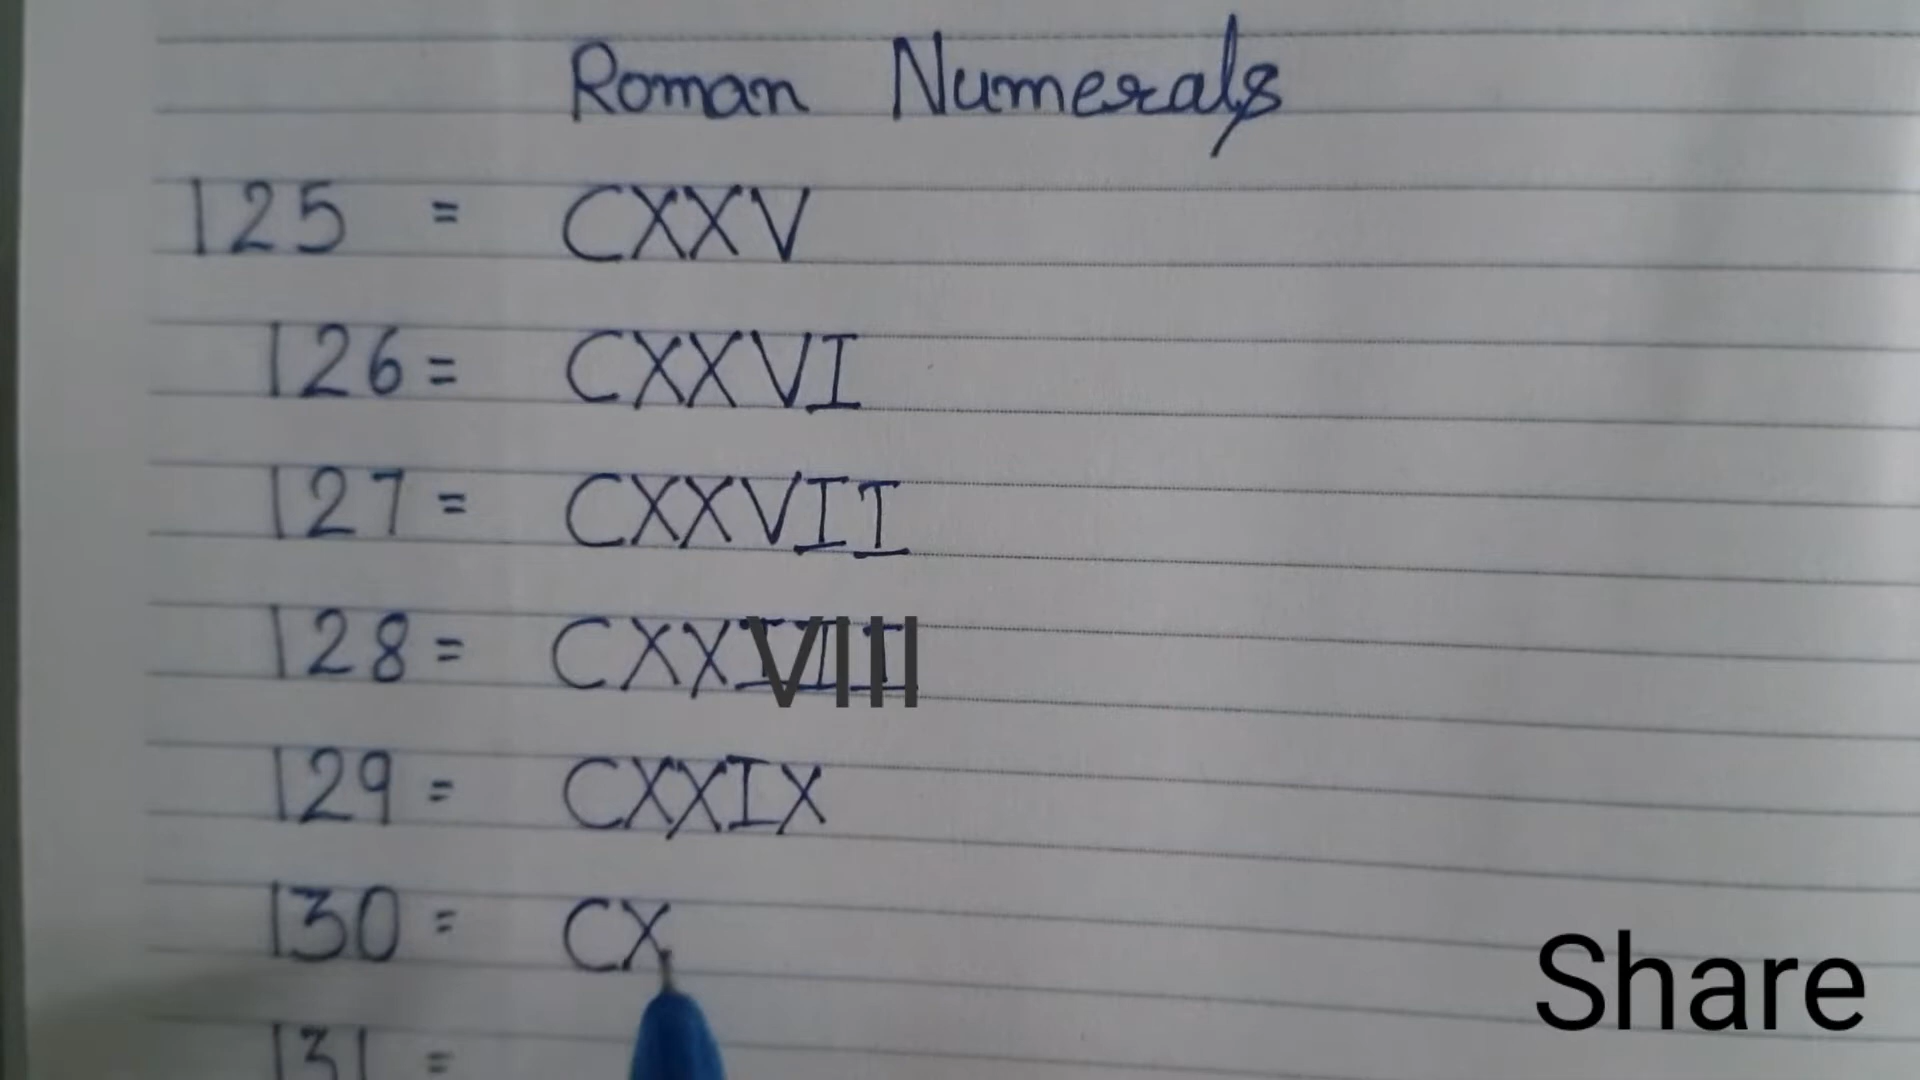 Roman Numerals
125 = CXXV
126 = CXXVI
127 = CXXVII
128 = CXXVIII
129 = CXXIX
130 = CX
131 =
Share